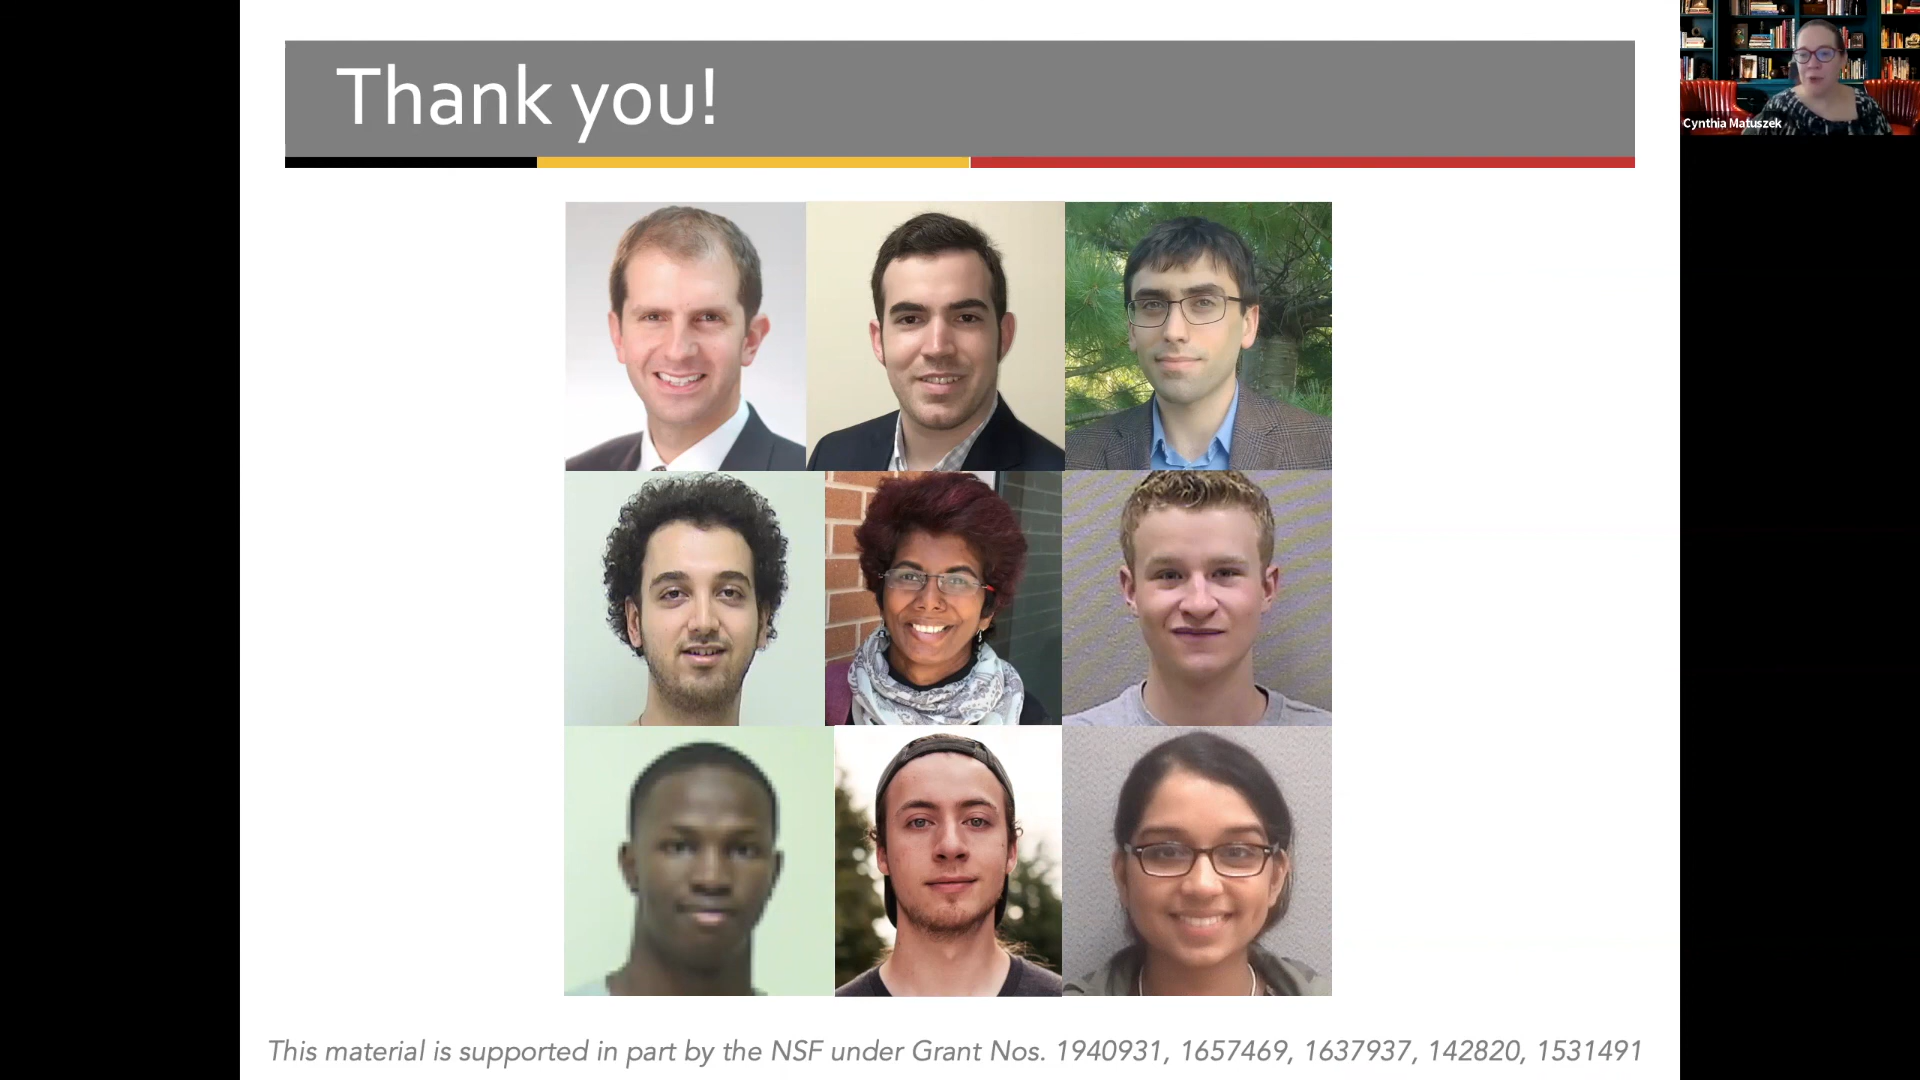 Thank you!
Cynthia Matuszek
This material is supported in part by the NSF under Grant Nos. 1940931, 1657469, 1637937, 142820, 1531491